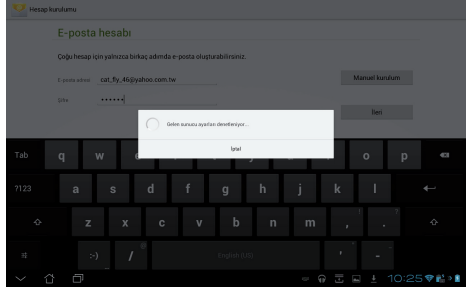 Hesap kurulumu
E-posta hesabı
Çoğu hesap için yalnızca birkaç adımda e-posta oluşturabilirsiniz.
E-posta adresi cat_fly_46@yahoo.com.tw
Manuel kurulum
Şifre ••••••
İleri
Gelen sunucu ayarları denetleniyor...
İptal
Tab q w e o p
?123 a s d f g h j k l
z x c v b n m , ! . ?
:-) / @ English (US) ' " - _
10:25